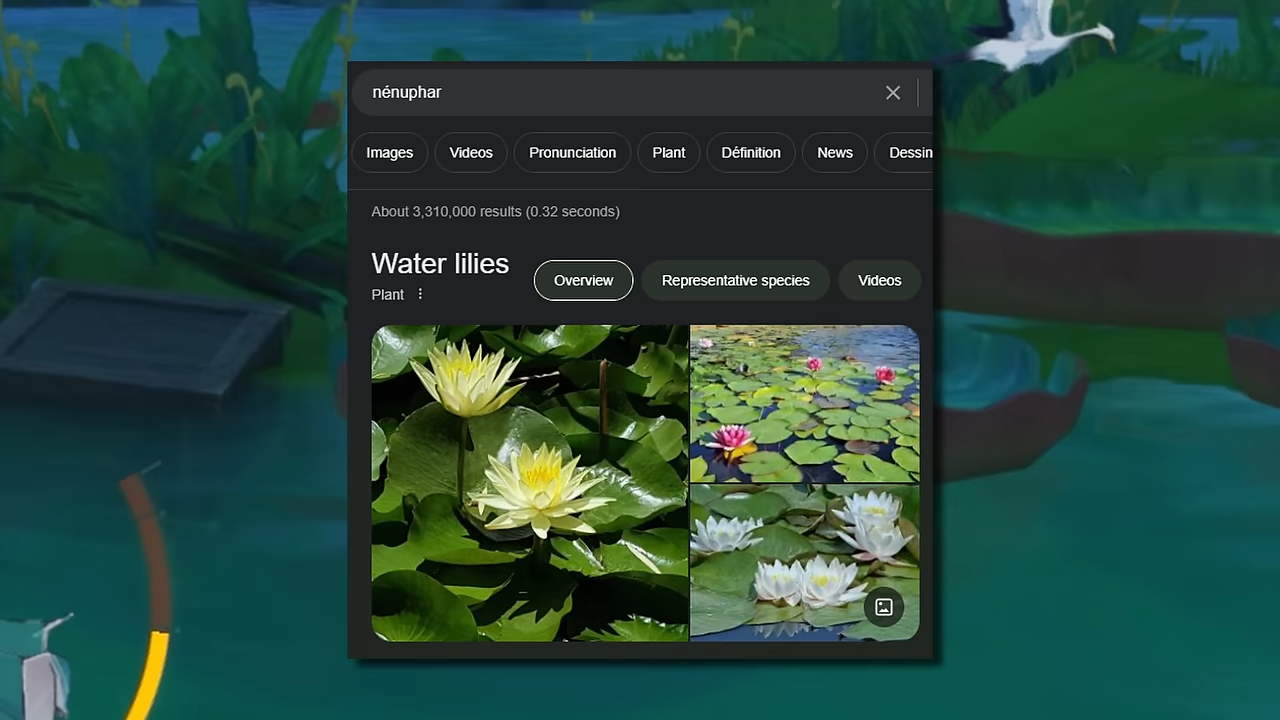 nénuphar
Images Videos Pronunciation Plant Définition News Dessin
About 3,310,000 results (0.32 seconds)
Water lilies
Plant
Overview Representative species Videos